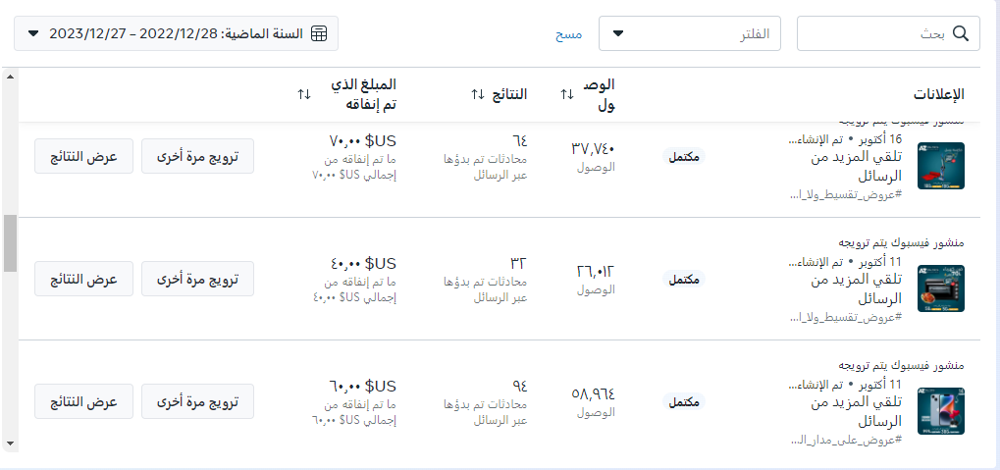 بحث
الفلتر
مسح
السنة الماضية: 2022/12/28 – 2023/12/27
الإعلانات
الوصول
النتائج
المبلغ الذي
تم إنفاقه
منشور فيسبوك يتم ترويجه
16 أكتوبر • تم الإنشاء...
تلقي المزيد من
الرسائل
#عروض_تقسيط_ولا_ا...
مكتمل
٣٧,٧٤٠
الوصول
٦٤
محادثات تم بدؤها
عبر الرسائل
٧٠٫٠٠ $US
ما تم إنفاقه من
إجمالي US$ ٧٠٫٠٠
ترويج مرة أخرى
عرض النتائج
منشور فيسبوك يتم ترويجه
11 أكتوبر • تم الإنشاء...
تلقي المزيد من
الرسائل
#عروض_تقسيط_ولا_ا...
مكتمل
٢٦,٠١٢
الوصول
٣٢
محادثات تم بدؤها
عبر الرسائل
٤٠٫٠٠ $US
ما تم إنفاقه من
إجمالي US$ ٤٠٫٠٠
ترويج مرة أخرى
عرض النتائج
منشور فيسبوك يتم ترويجه
11 أكتوبر • تم الإنشاء...
تلقي المزيد من
الرسائل
#عروض_على_مدار_ال...
مكتمل
٥٨,٩٦٤
الوصول
٩٤
محادثات تم بدؤها
عبر الرسائل
٦٠٫٠٠ $US
ما تم إنفاقه من
إجمالي US$ ٦٠٫٠٠
ترويج مرة أخرى
عرض النتائج